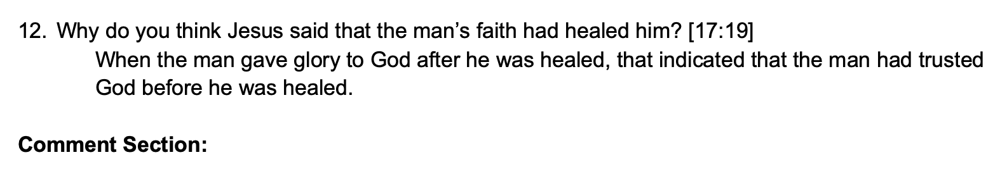 12. Why do you think Jesus said that the man’s faith had healed him? [17:19]
When the man gave glory to God after he was healed, that indicated that the man had trusted
God before he was healed.
Comment Section: